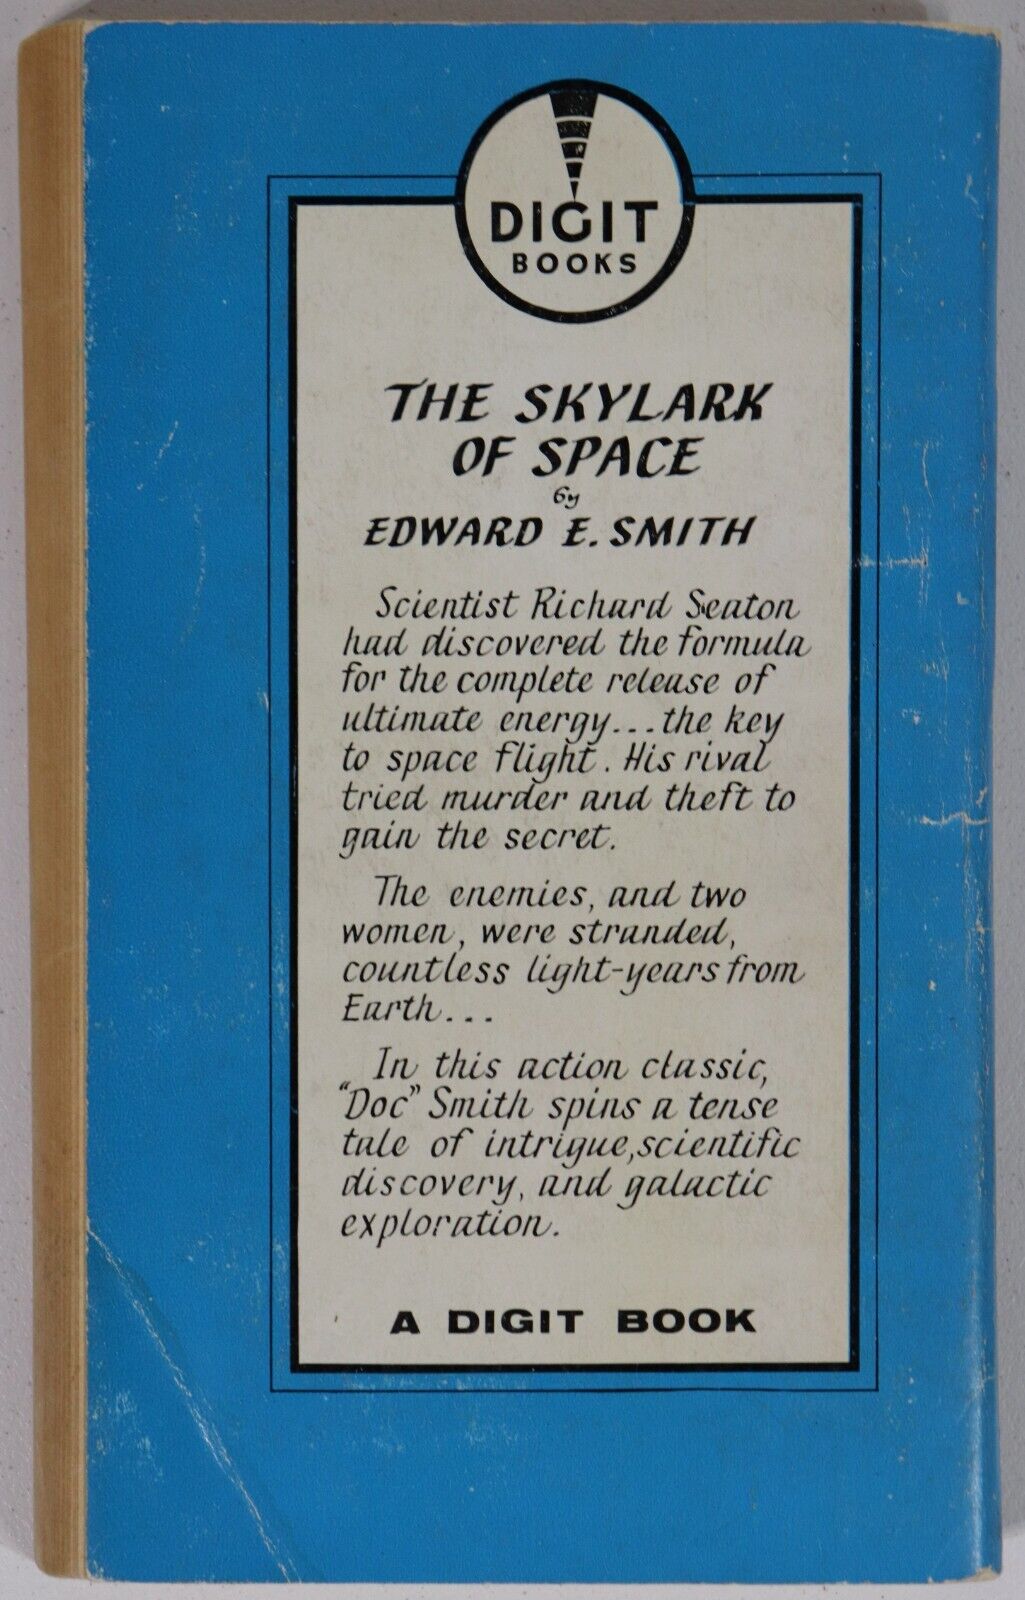 DIGIT
BOOKS
THE SKYLARK
OF SPACE
by
EDWARD E. SMITH
Scientist Richard Seaton
had discovered the formula
for the complete release of
ultimate energy...the key
to space flight. His rival
tried murder and theft to
gain the secret.
The enemies, and two
women, were stranded,
countless light-years from
Earth...
In this action classic,
"Doc" Smith spins a tense
tale of intrigue, scientific
discovery, and galactic
exploration.
A DIGIT BOOK